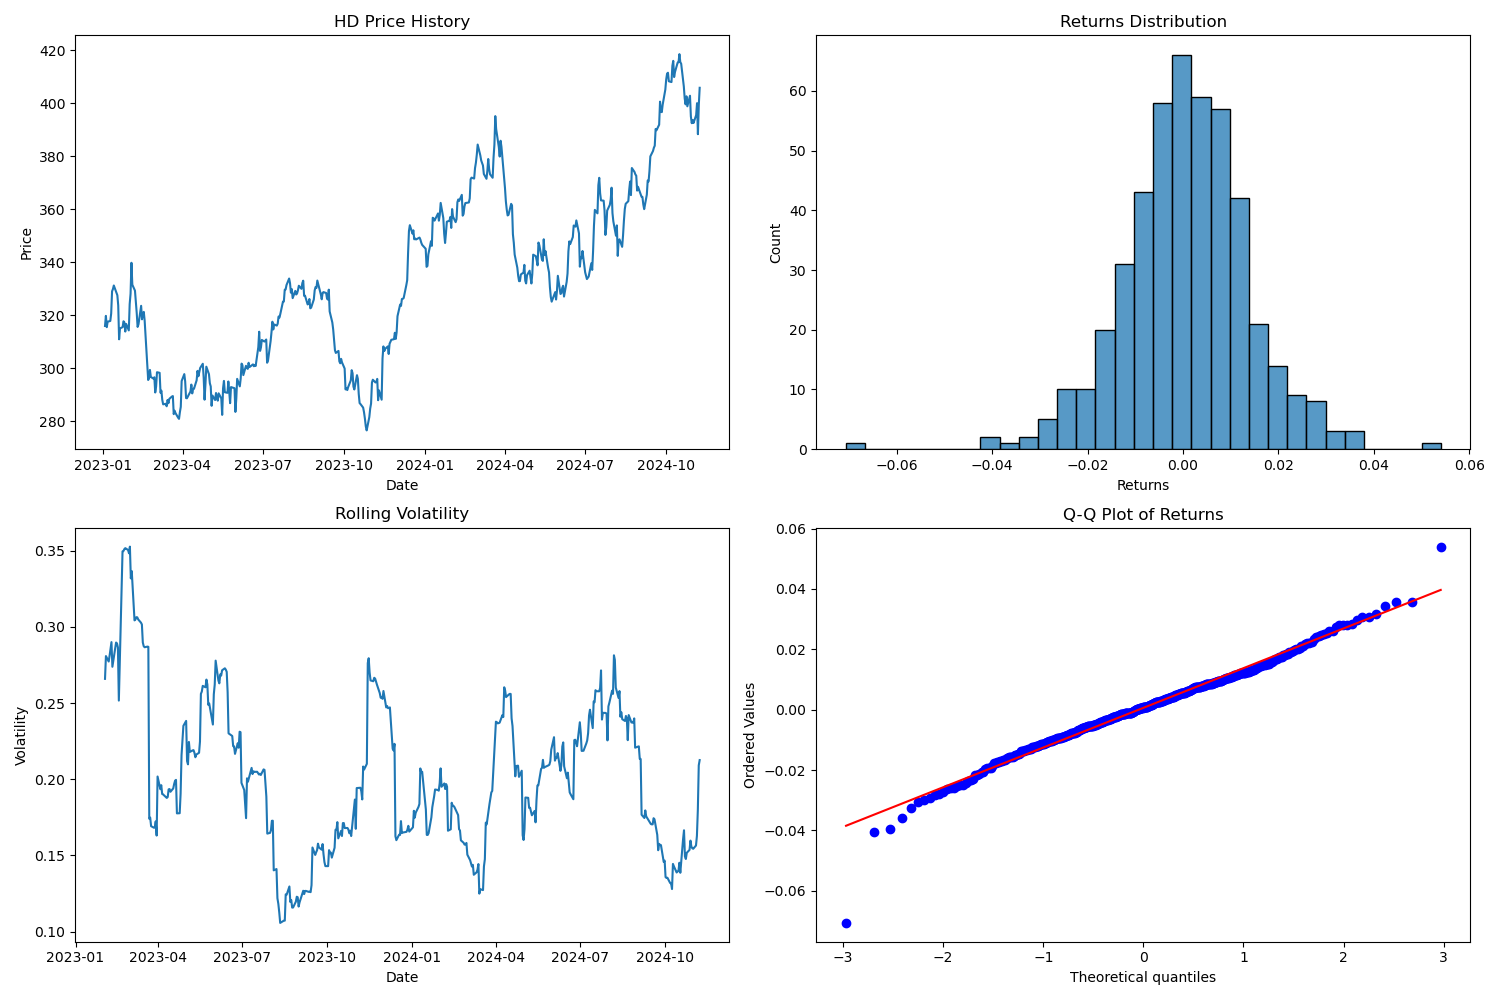 HD Price History
420
400
380
360
340
320
300
280
Price
2023-01 2023-04 2023-07 2023-10 2024-01 2024-04 2024-07 2024-10
Date
Returns Distribution
60
50
40
30
20
10
0
Count
−0.06 −0.04 −0.02 0.00 0.02 0.04 0.06
Returns
Rolling Volatility
0.35
0.30
0.25
0.20
0.15
0.10
Volatility
2023-01 2023-04 2023-07 2023-10 2024-01 2024-04 2024-07 2024-10
Date
Q-Q Plot of Returns
0.06
0.04
0.02
0.00
−0.02
−0.04
−0.06
Ordered Values
−3 −2 −1 0 1 2 3
Theoretical quantiles